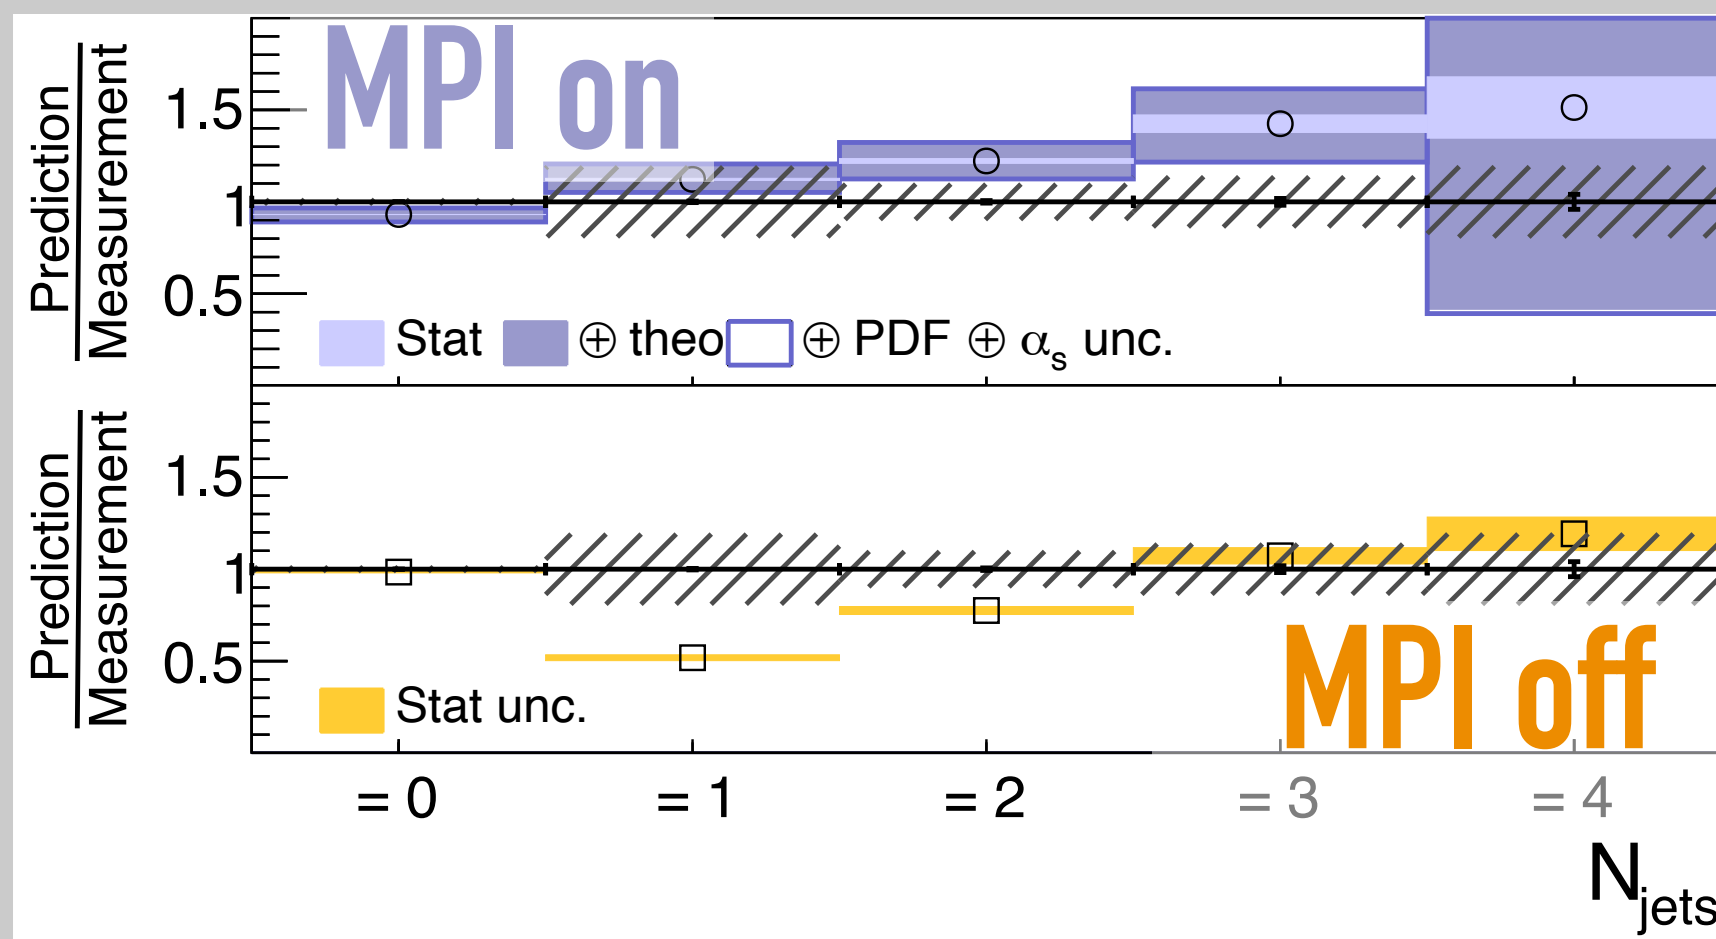 MPI on
Prediction
Measurement
1.5
1
0.5
Stat ⊕ theo ⊕ PDF ⊕ αs unc.
Prediction
Measurement
1.5
1
0.5
Stat unc.
MPI off
= 0 = 1 = 2 = 3 = 4
Njets